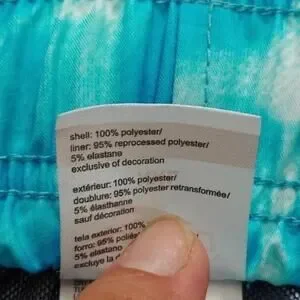 shell: 100% polyester/
liner: 95% reprocessed polyester/
5% elastane
exclusive of decoration
extérieur: 100% polyester/
doublure: 95% polyester retransformée/
5% élasthanne
sauf décoration
tela exterior: 100%
forro: 95%
5% elastano
excluye la